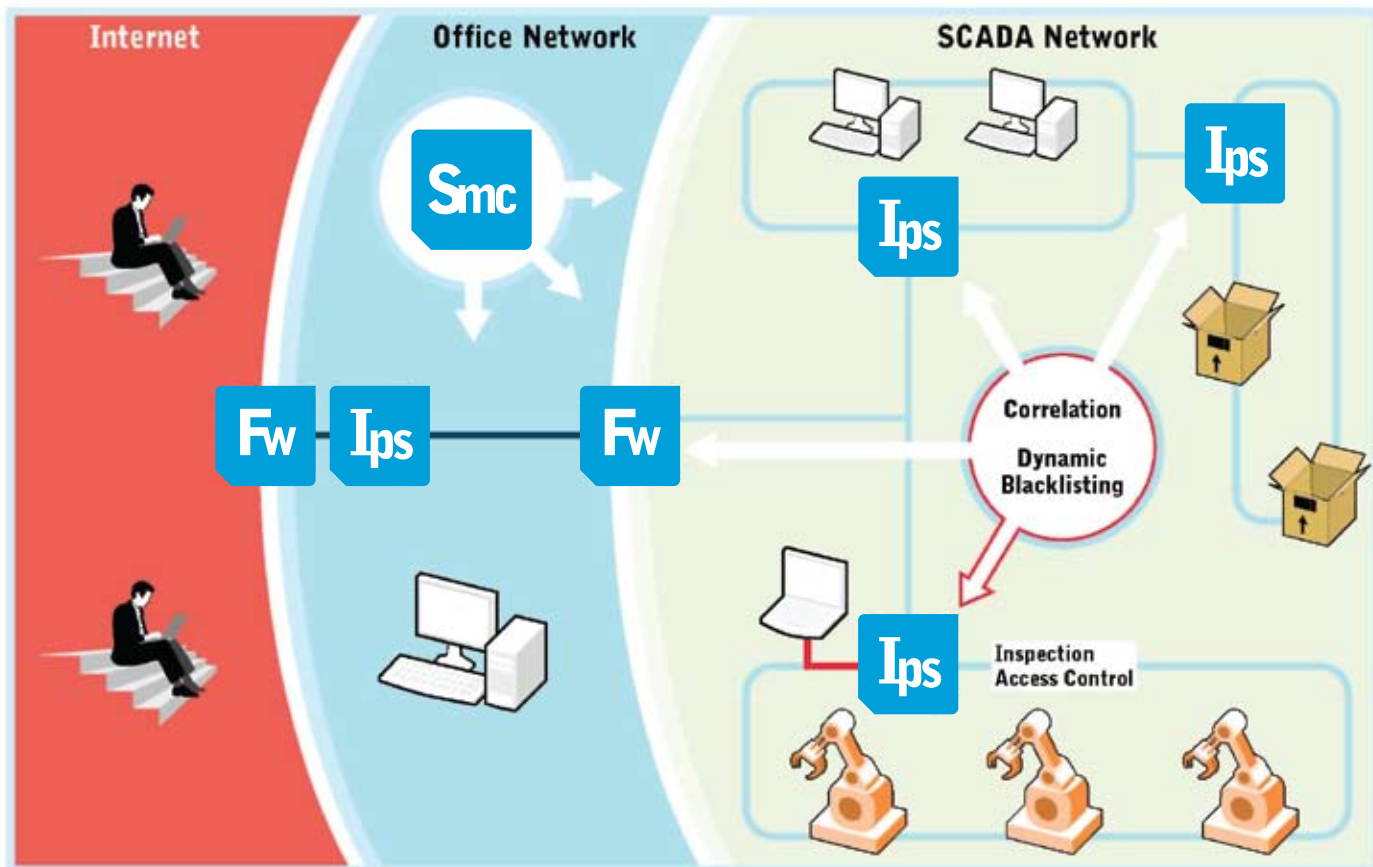 Internet
Office Network
SCADA Network
Smc
Ips
Ips
Fw
Ips
Fw
Correlation
Dynamic
Blacklisting
Ips
Inspection
Access Control